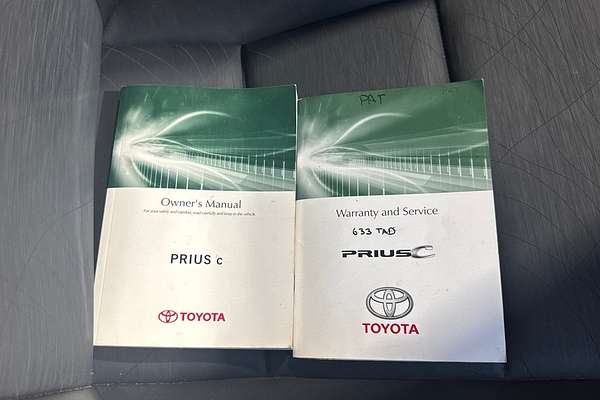 Owner's Manual
For your safety and comfort, read carefully and keep in the vehicle.
PRIUS c
TOYOTA
PAT
Warranty and Service
633 TAB
PRIUS C
TOYOTA